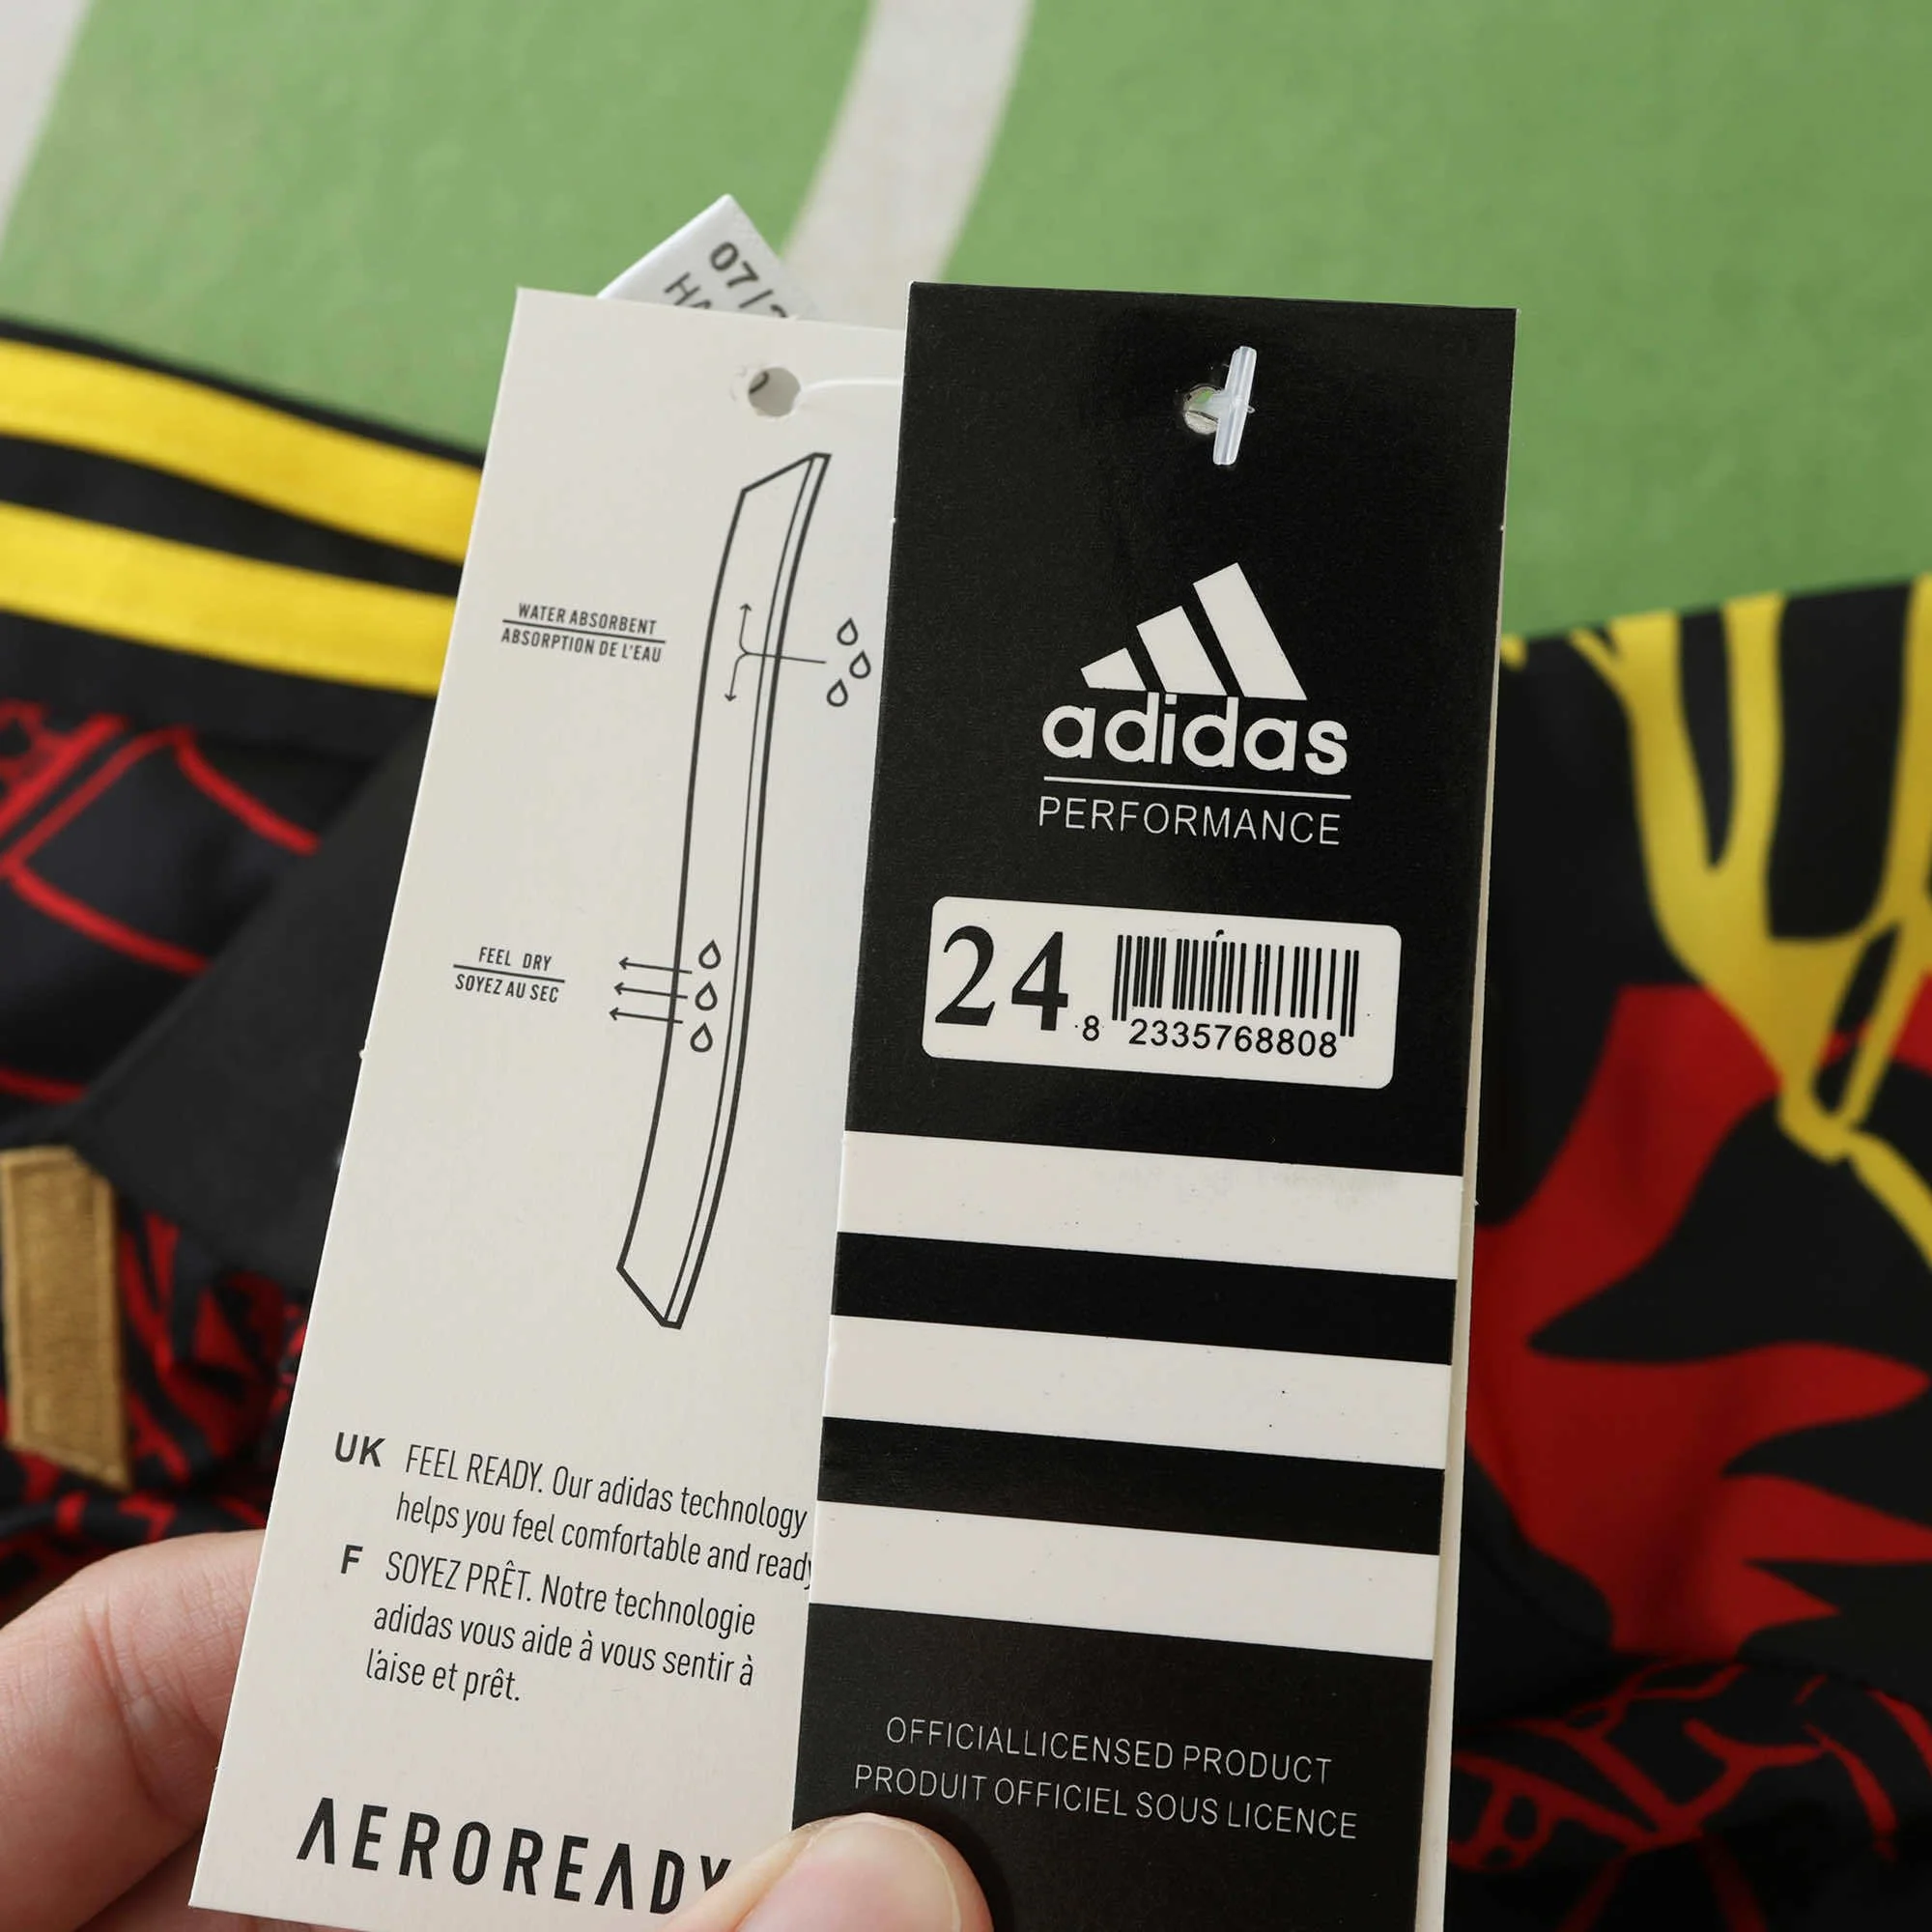 07/2
WATER ABSORBENT
ABSORPTION DE L'EAU
FEEL DRY
SOYEZ AU SEC
UK FEEL READY. Our adidas technology
helps you feel comfortable and ready
F SOYEZ PRÊT. Notre technologie
adidas vous aide à vous sentir à
l'aise et prêt.
AEROREADY
adidas
PERFORMANCE
24
8 2335768808
OFFICIALLICENSED PRODUCT
PRODUIT OFFICIEL SOUS LICENCE